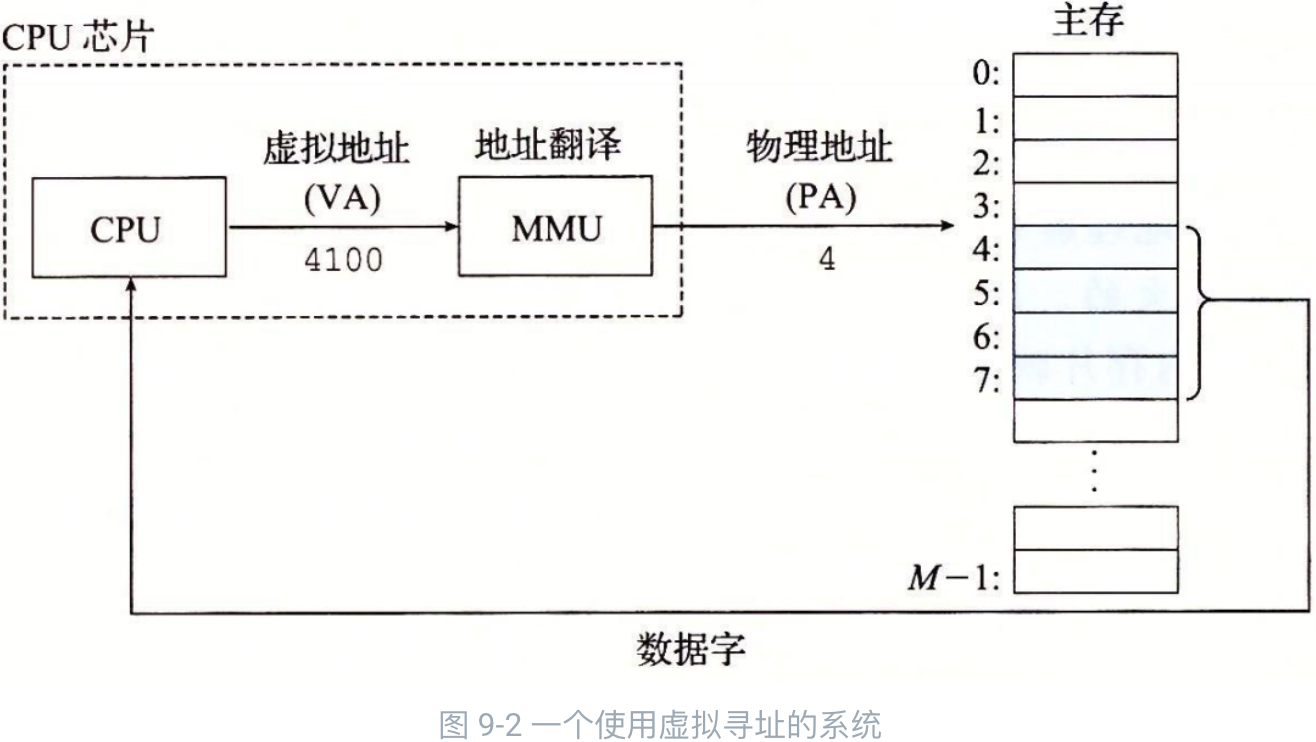 CPU 芯片
主存
虚拟地址
(VA)
4100
地址翻译
物理地址
(PA)
4
CPU
MMU
0:
1:
2:
3:
4:
5:
6:
7:
M−1:
数据字
图 9-2 一个使用虚拟寻址的系统